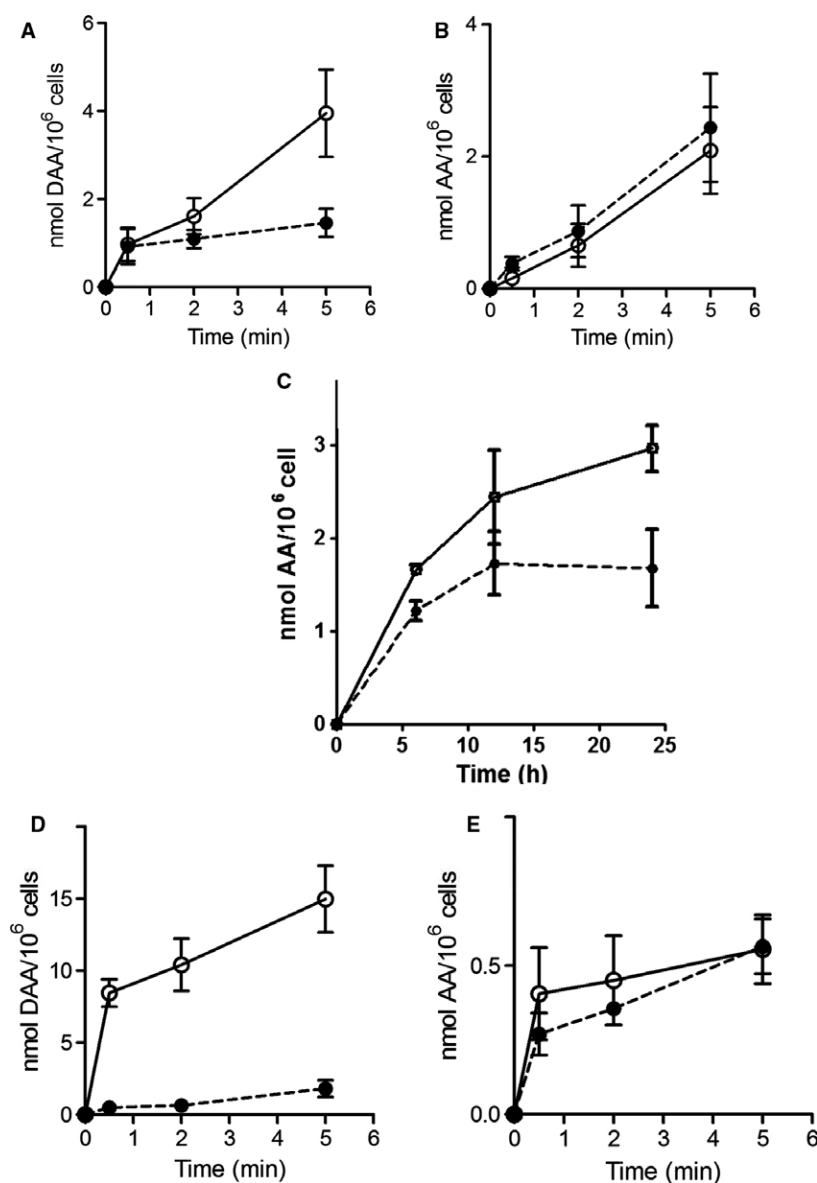 A
nmol DAA/10⁶ cells
6
4
2
0
0 1 2 3 4 5 6
Time (min)
B
nmol AA/10⁶ cells
4
2
0
0 1 2 3 4 5 6
Time (min)
C
nmol AA/10⁶ cell
3
2
1
0
0 5 10 15 20 25
Time (h)
D
nmol DAA/10⁶ cells
15
10
5
0
0 1 2 3 4 5 6
Time (min)
E
nmol AA/10⁶ cells
0.5
0.0
0 1 2 3 4 5 6
Time (min)